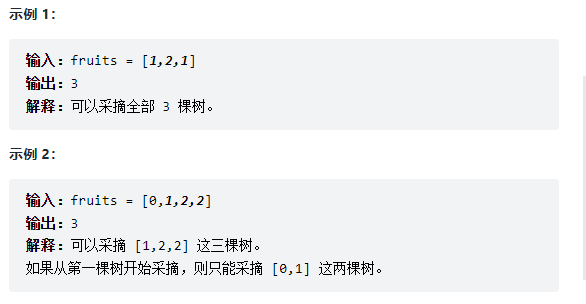 示例 1：
输入：fruits = [1,2,1]
输出：3
解释：可以采摘全部 3 棵树。
示例 2：
输入：fruits = [0,1,2,2]
输出：3
解释：可以采摘 [1,2,2] 这三棵树。
如果从第一棵树开始采摘，则只能采摘 [0,1] 这两棵树。